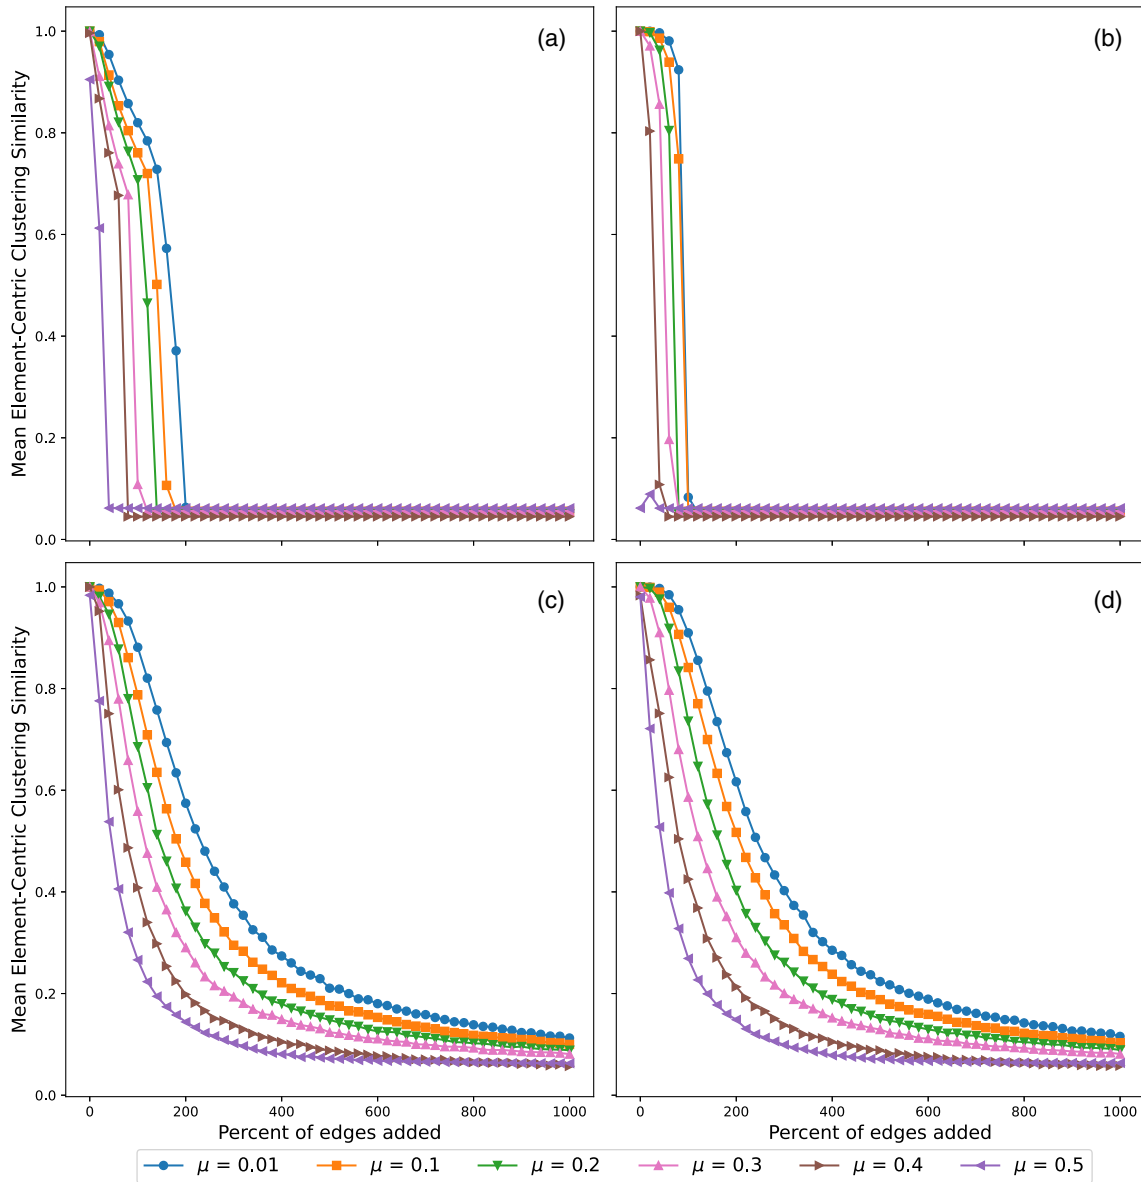 (a)
(b)
Mean Element-Centric Clustering Similarity
1.0
0.8
0.6
0.4
0.2
0.0
(c)
(d)
Mean Element-Centric Clustering Similarity
1.0
0.8
0.6
0.4
0.2
0.0
0 200 400 600 800 1000
0 200 400 600 800 1000
Percent of edges added
Percent of edges added
μ = 0.01 μ = 0.1 μ = 0.2 μ = 0.3 μ = 0.4 μ = 0.5